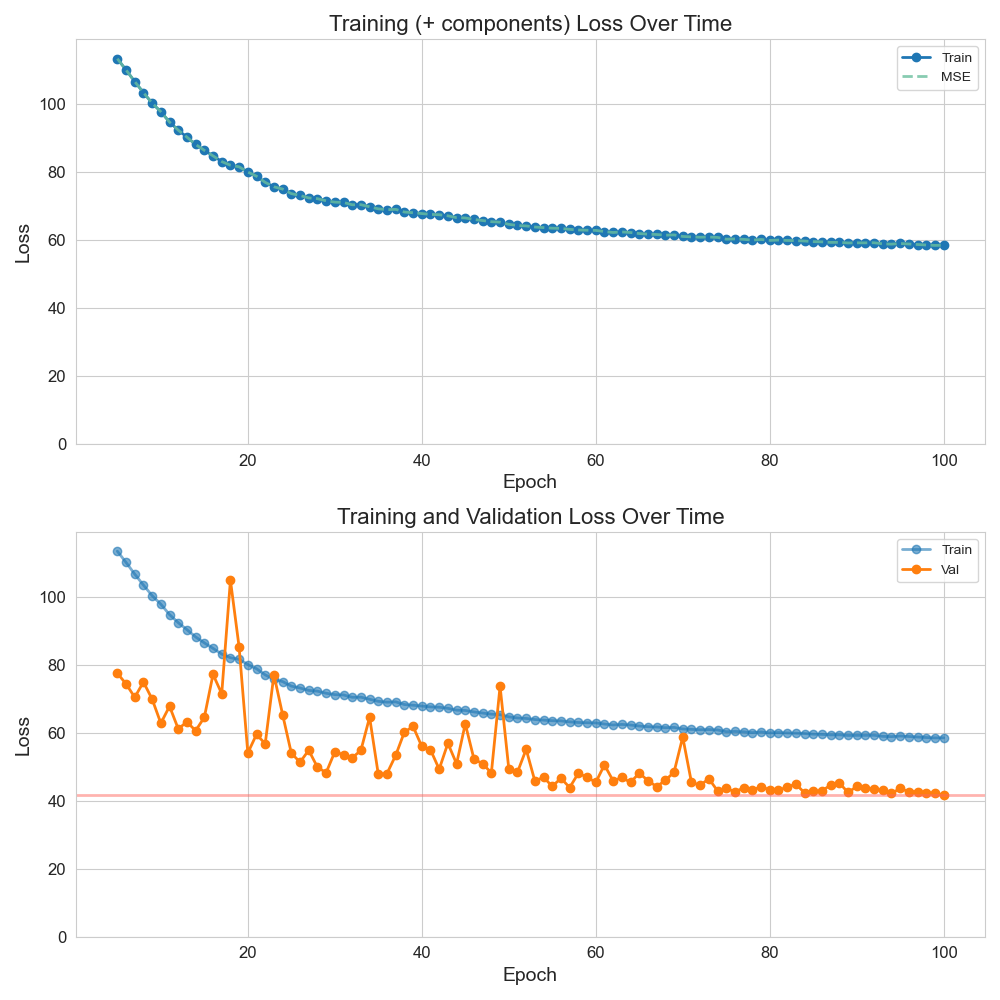 Training (+ components) Loss Over Time
Train
MSE
100
80
60
40
20
0
Loss
20 40 60 80 100
Epoch
Training and Validation Loss Over Time
Train
Val
100
80
60
40
20
0
Loss
20 40 60 80 100
Epoch